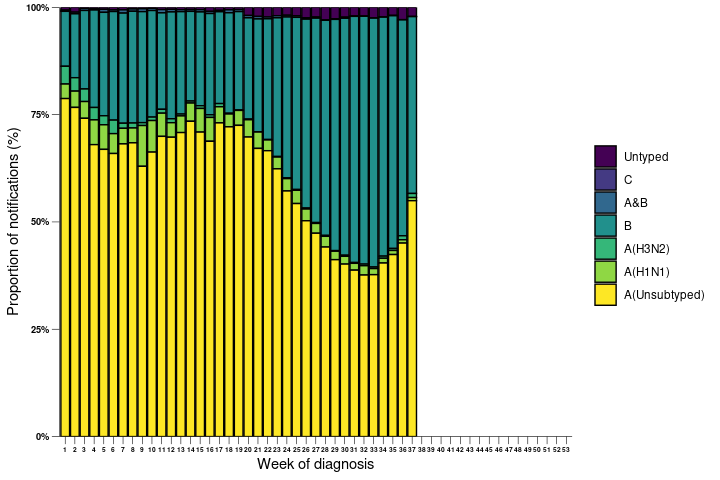 100%
75%
50%
25%
0%
Proportion of notifications (%)
1 2 3 4 5 6 7 8 9 10 11 12 13 14 15 16 17 18 19 20 21 22 23 24 25 26 27 28 29 30 31 32 33 34 35 36 37 38 39 40 41 42 43 44 45 46 47 48 49 50 51 52 53
Week of diagnosis
Untyped
C
A&B
B
A(H3N2)
A(H1N1)
A(Unsubtyped)